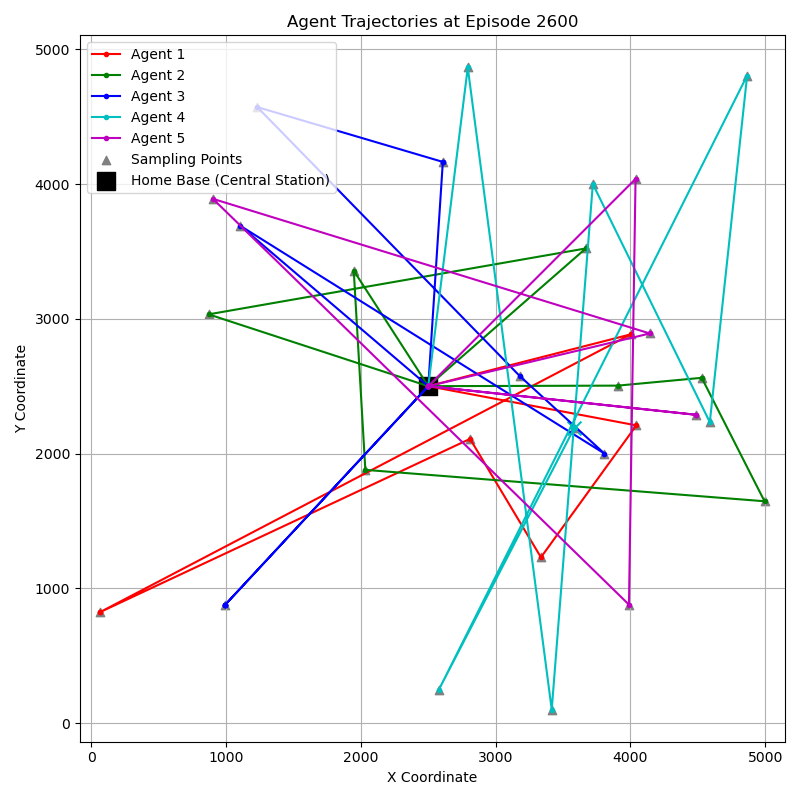 Agent Trajectories at Episode 2600
5000
4000
3000
2000
1000
0
Y Coordinate
Agent 1
Agent 2
Agent 3
Agent 4
Agent 5
Sampling Points
Home Base (Central Station)
0 1000 2000 3000 4000 5000
X Coordinate